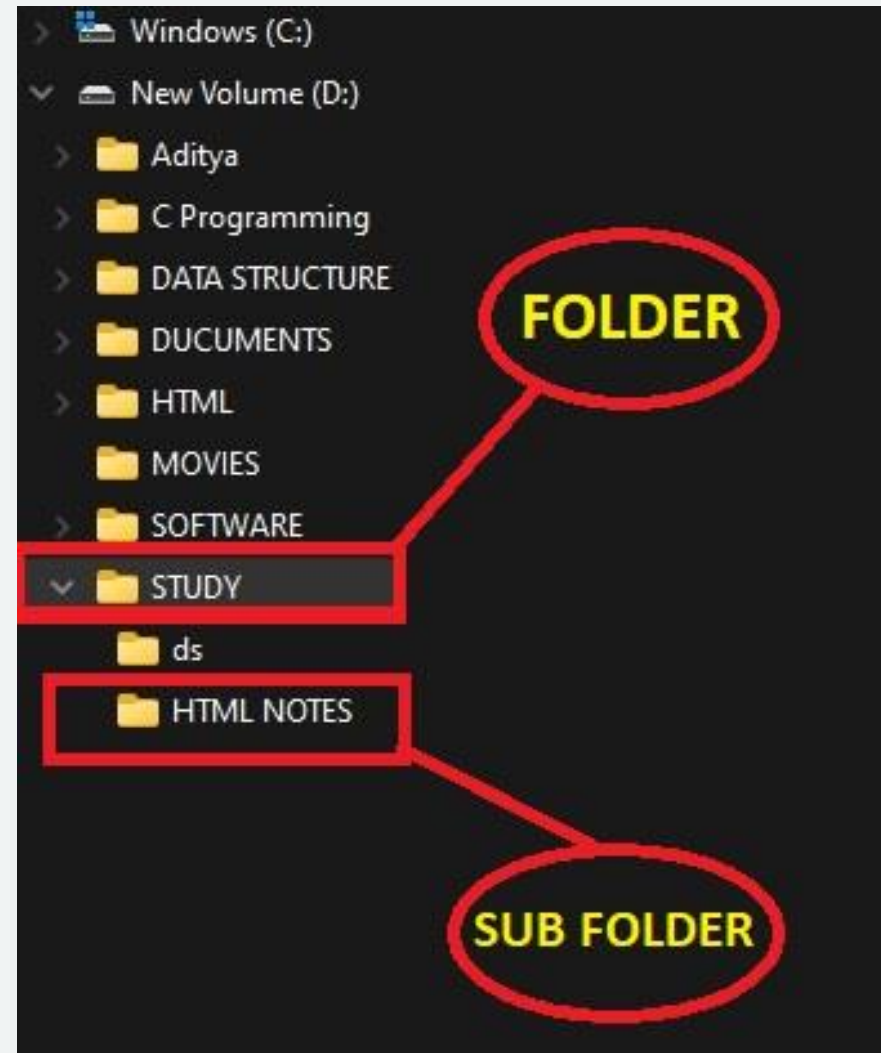 Windows (C:)
New Volume (D:)
Aditya
C Programming
DATA STRUCTURE
DUCUMENTS
FOLDER
HTML
MOVIES
SOFTWARE
STUDY
ds
HTML NOTES
SUB FOLDER